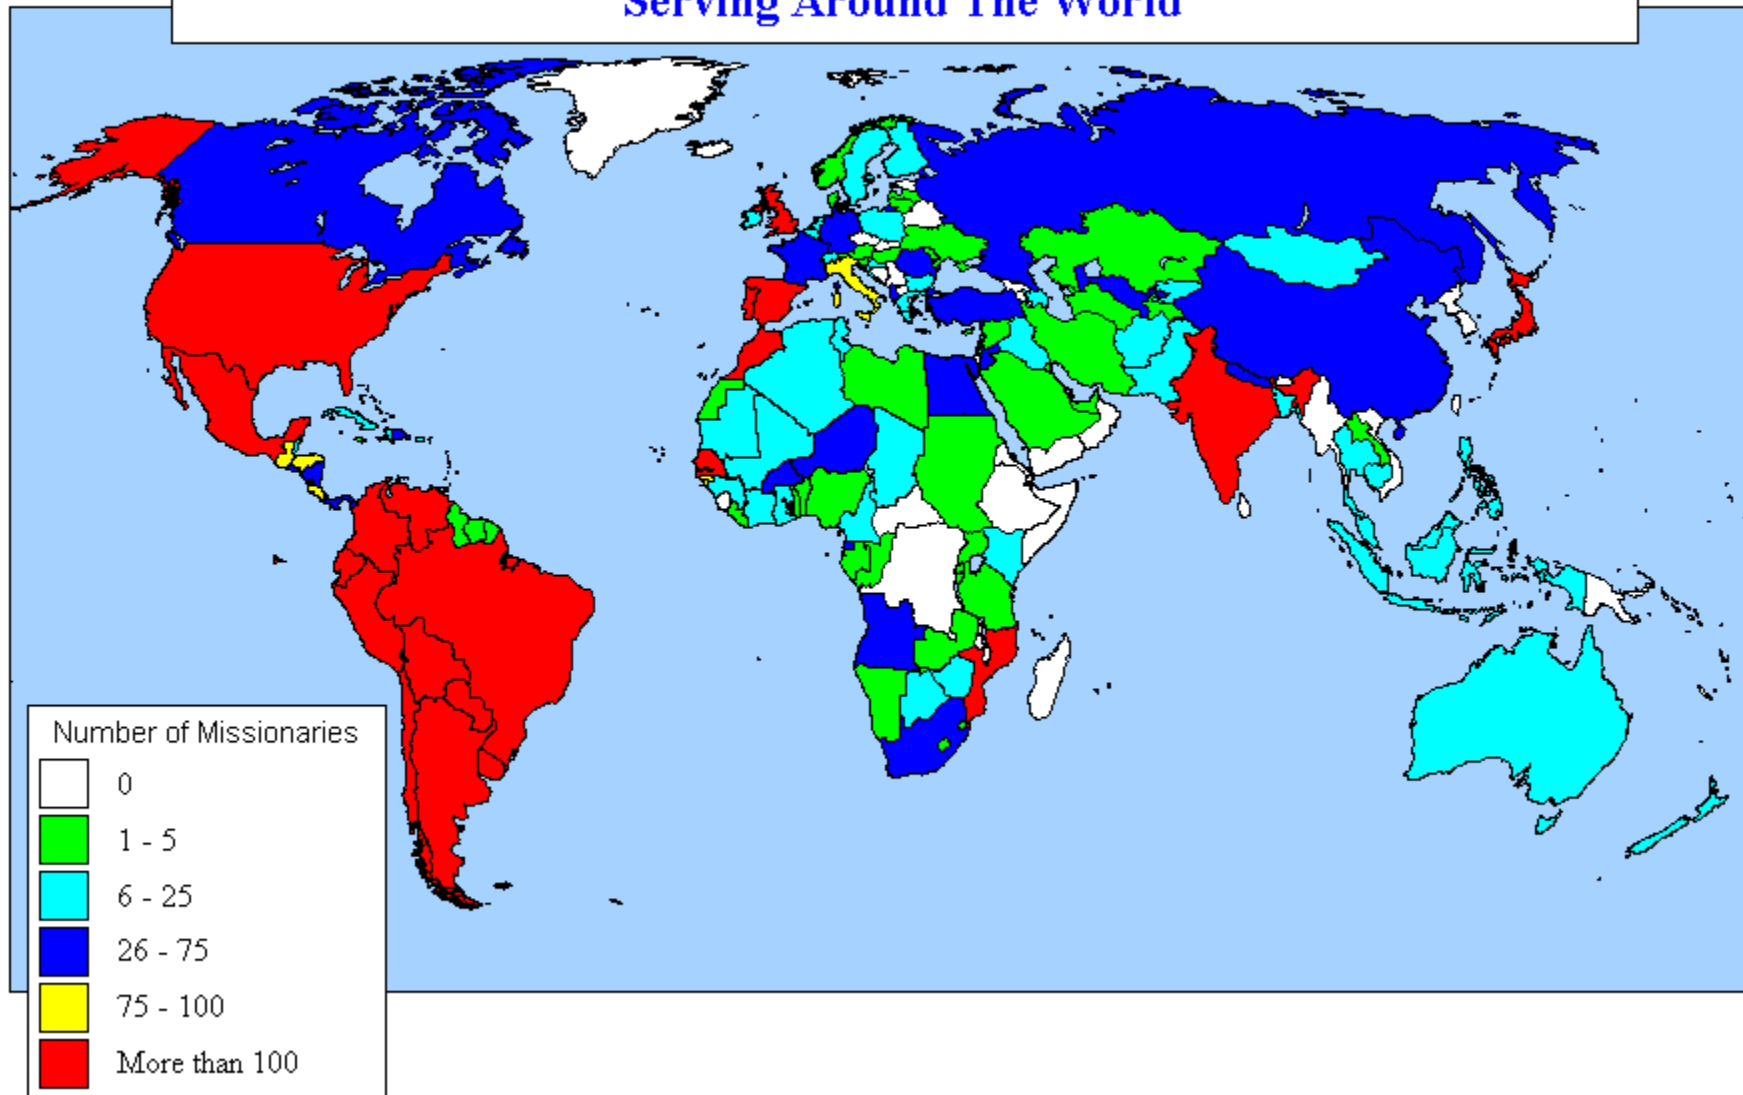 Serving Around The World
Number of Missionaries
0
1 - 5
6 - 25
26 - 75
75 - 100
More than 100